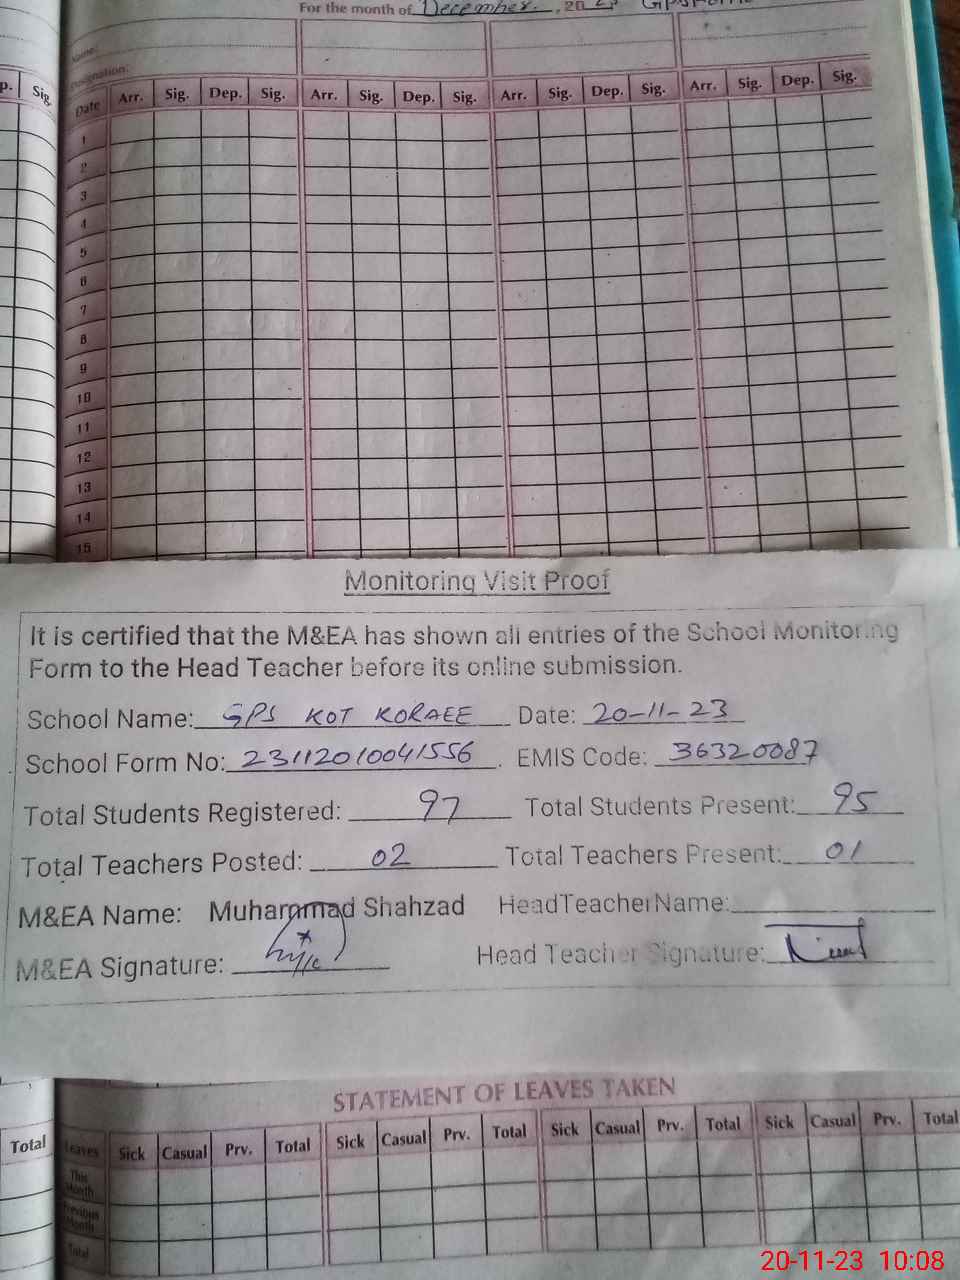 For the month of December. , 20
Name:
Designation:
p. Sig.
Date Arr. Sig. Dep. Sig. Arr. Sig. Dep. Sig. Arr. Sig. Dep. Sig. Arr. Sig. Dep. Sig.
1
2
3
4
5
6
7
8
9
10
11
12
13
14
15
Monitoring Visit Proof
It is certified that the M&EA has shown all entries of the School Monitoring
Form to the Head Teacher before its online submission.
School Name: GPS KOT KORAEE Date: 20-11-23
School Form No: 23112010041556 EMIS Code: 36320087
Total Students Registered: 97 Total Students Present: 95
Total Teachers Posted: 02 Total Teachers Present: 01
M&EA Name: Muhammad Shahzad HeadTeacherName:
M&EA Signature: Head Teacher Signature:
STATEMENT OF LEAVES TAKEN
Total Leaves Sick Casual Prv. Total Sick Casual Prv. Total Sick Casual Prv. Total Sick Casual Prv. Total
This
Month
Previous
Month
Total
20-11-23 10:08